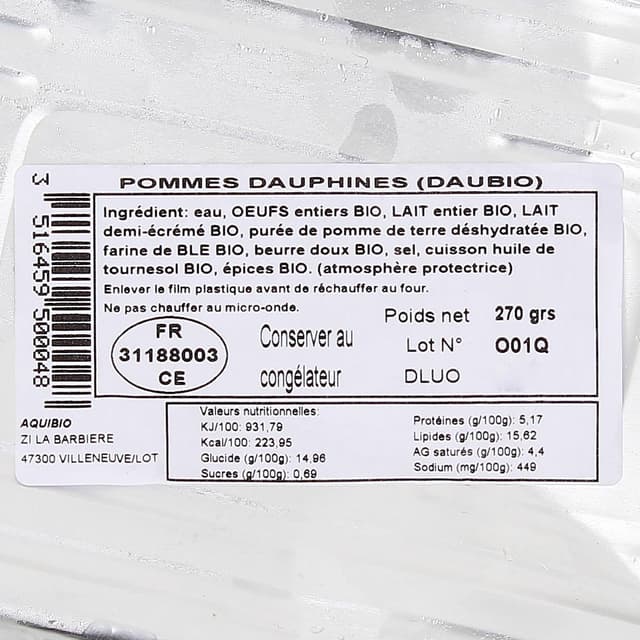 POMMES DAUPHINES (DAUBIO)
Ingrédient: eau, OEUFS entiers BIO, LAIT entier BIO, LAIT
demi-écrémé BIO, purée de pomme de terre déshydratée BIO,
farine de BLE BIO, beurre doux BIO, sel, cuisson huile de
tournesol BIO, épices BIO. (atmosphère protectrice)
Enlever le film plastique avant de réchauffer au four.
Ne pas chauffer au micro-onde.
FR
31188003
CE
Conserver au
congélateur
Poids net 270 grs
Lot N° O01Q
DLUO
3 516459 500048
AQUIBIO
ZI LA BARBIERE
47300 VILLENEUVE/LOT
Valeurs nutritionnelles:
KJ/100: 931,79
Kcal/100: 223,95
Glucide (g/100g): 14,96
Sucres (g/100g): 0,69
Protéines (g/100g): 5,17
Lipides (g/100g): 15,62
AG saturés (g/100g): 4,4
Sodium (mg/100g): 449